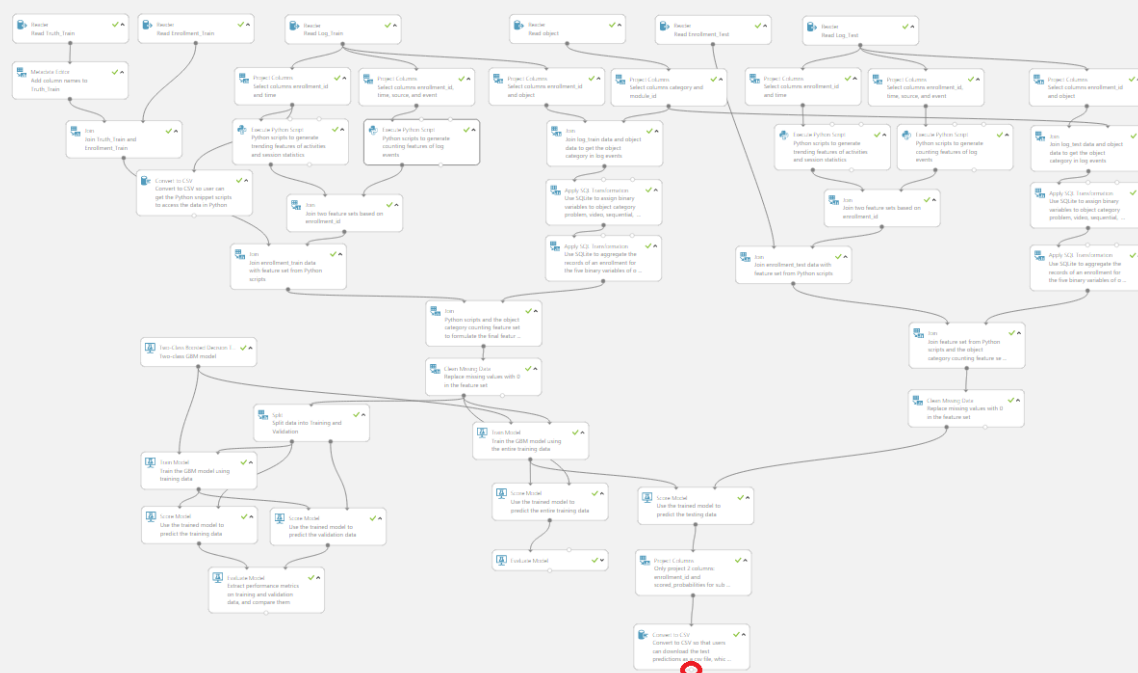 Reader
Read Truth_Train
Reader
Read Enrollment_Train
Reader
Read Log_Train
Reader
Read object
Reader
Read Enrollment_Test
Reader
Read Log_Test
Metadata Editor
Add column names to
Truth_Train
Project Columns
Select columns enrollment_id
and time
Project Columns
Select columns enrollment_id,
time, source, and event
Project Columns
Select columns enrollment_id
and object
Project Columns
Select columns category and
module_id
Project Columns
Select columns enrollment_id
and time
Project Columns
Select columns enrollment_id,
time, source, and event
Project Columns
Select columns enrollment_id
and object
Join
Join Truth_Train and
Enrollment_Train
Execute Python Script
Python scripts to generate
trending features of activities
and session statistics
Execute Python Script
Python scripts to generate
counting features of log
events
Join
Join log_train data and object
data to get the object
category in log events
Execute Python Script
Python scripts to generate
trending features of activities
and session statistics
Execute Python Script
Python scripts to generate
counting features of log
events
Join
Join log_test data and object
data to get the object
category in log events
Convert to CSV
Convert to CSV so user can
get the Python snippet scripts
to access the data in Python
Join
Join two feature sets based on
enrollment_id
Apply SQL Transformation
Use SQLite to assign binary
variables to object category
problem, video, sequential, ...
Join
Join two feature sets based on
enrollment_id
Apply SQL Transformation
Use SQLite to assign binary
variables to object category
problem, video, sequential, ...
Join
Join enrollment_train data
with feature set from Python
scripts
Apply SQL Transformation
Use SQLite to aggregate the
records of an enrollment for
the five binary variables of o ...
Join
Join enrollment_test data with
feature set from Python scripts
Apply SQL Transformation
Use SQLite to aggregate the
records of an enrollment for
the five binary variables of o ...
Join
Python scripts and the object
category counting feature set
to formulate the final featur ...
Join
Join feature set from Python
scripts and the object
category counting feature se ...
Two-Class Boosted Decision T...
Two-class GBM model
Clean Missing Data
Replace missing values with 0
in the feature set
Clean Missing Data
Replace missing values with 0
in the feature set
Split
Split data into Training and
Validation
Train Model
Train the GBM model using
the entire training data
Train Model
Train the GBM model using
training data
Score Model
Use the trained model to
predict the entire training data
Score Model
Use the trained model to
predict the testing data
Score Model
Use the trained model to
predict the training data
Score Model
Use the trained model to
predict the validation data
Evaluate Model
Project Columns
Only project 2 columns
enrollment_id and
scored_probabilities for sub ...
Evaluate Model
Extract performance metrics
on training and validation
data, and compare them
Convert to CSV
Convert to CSV so that users
can download the test
predictions as a csv file, whic ...